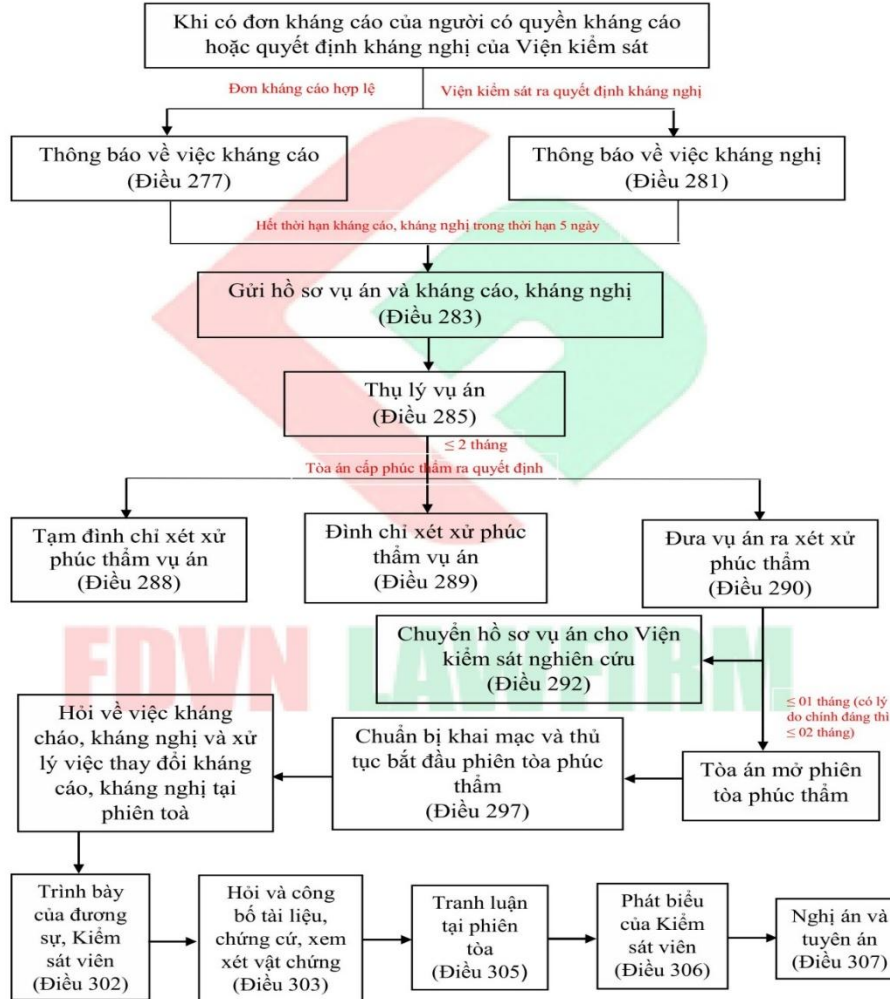 Khi có đơn kháng cáo của người có quyền kháng cáo
hoặc quyết định kháng nghị của Viện kiểm sát
Đơn kháng cáo hợp lệ
Viện kiểm sát ra quyết định kháng nghị
Thông báo về việc kháng cáo
(Điều 277)
Thông báo về việc kháng nghị
(Điều 281)
Hết thời hạn kháng cáo, kháng nghị trong thời hạn 5 ngày
Gửi hồ sơ vụ án và kháng cáo, kháng nghị
(Điều 283)
Thụ lý vụ án
(Điều 285)
≤ 2 tháng
Tòa án cấp phúc thẩm ra quyết định
Tạm đình chỉ xét xử
phúc thẩm vụ án
(Điều 288)
Đình chỉ xét xử phúc
thẩm vụ án
(Điều 289)
Đưa vụ án ra xét xử
phúc thẩm
(Điều 290)
FDVN LAWFIRM
Chuyển hồ sơ vụ án cho Viện
kiểm sát nghiên cứu
(Điều 292)
≤ 01 tháng (có lý
do chính đáng thì
≤ 02 tháng)
Hỏi về việc kháng
cháo, kháng nghị và xử
lý việc thay đổi kháng
cáo, kháng nghị tại
phiên toà
Chuẩn bị khai mạc và thủ
tục bắt đầu phiên tòa phúc
thẩm
(Điều 297)
Tòa án mở phiên
tòa phúc thẩm
Trình bày
của đương
sự, Kiểm
sát viên
(Điều 302)
Hỏi và công
bố tài liệu,
chứng cứ, xem
xét vật chứng
(Điều 303)
Tranh luận
tại phiên
tòa
(Điều 305)
Phát biểu
của Kiểm
sát viên
(Điều 306)
Nghị án và
tuyên án
(Điều 307)